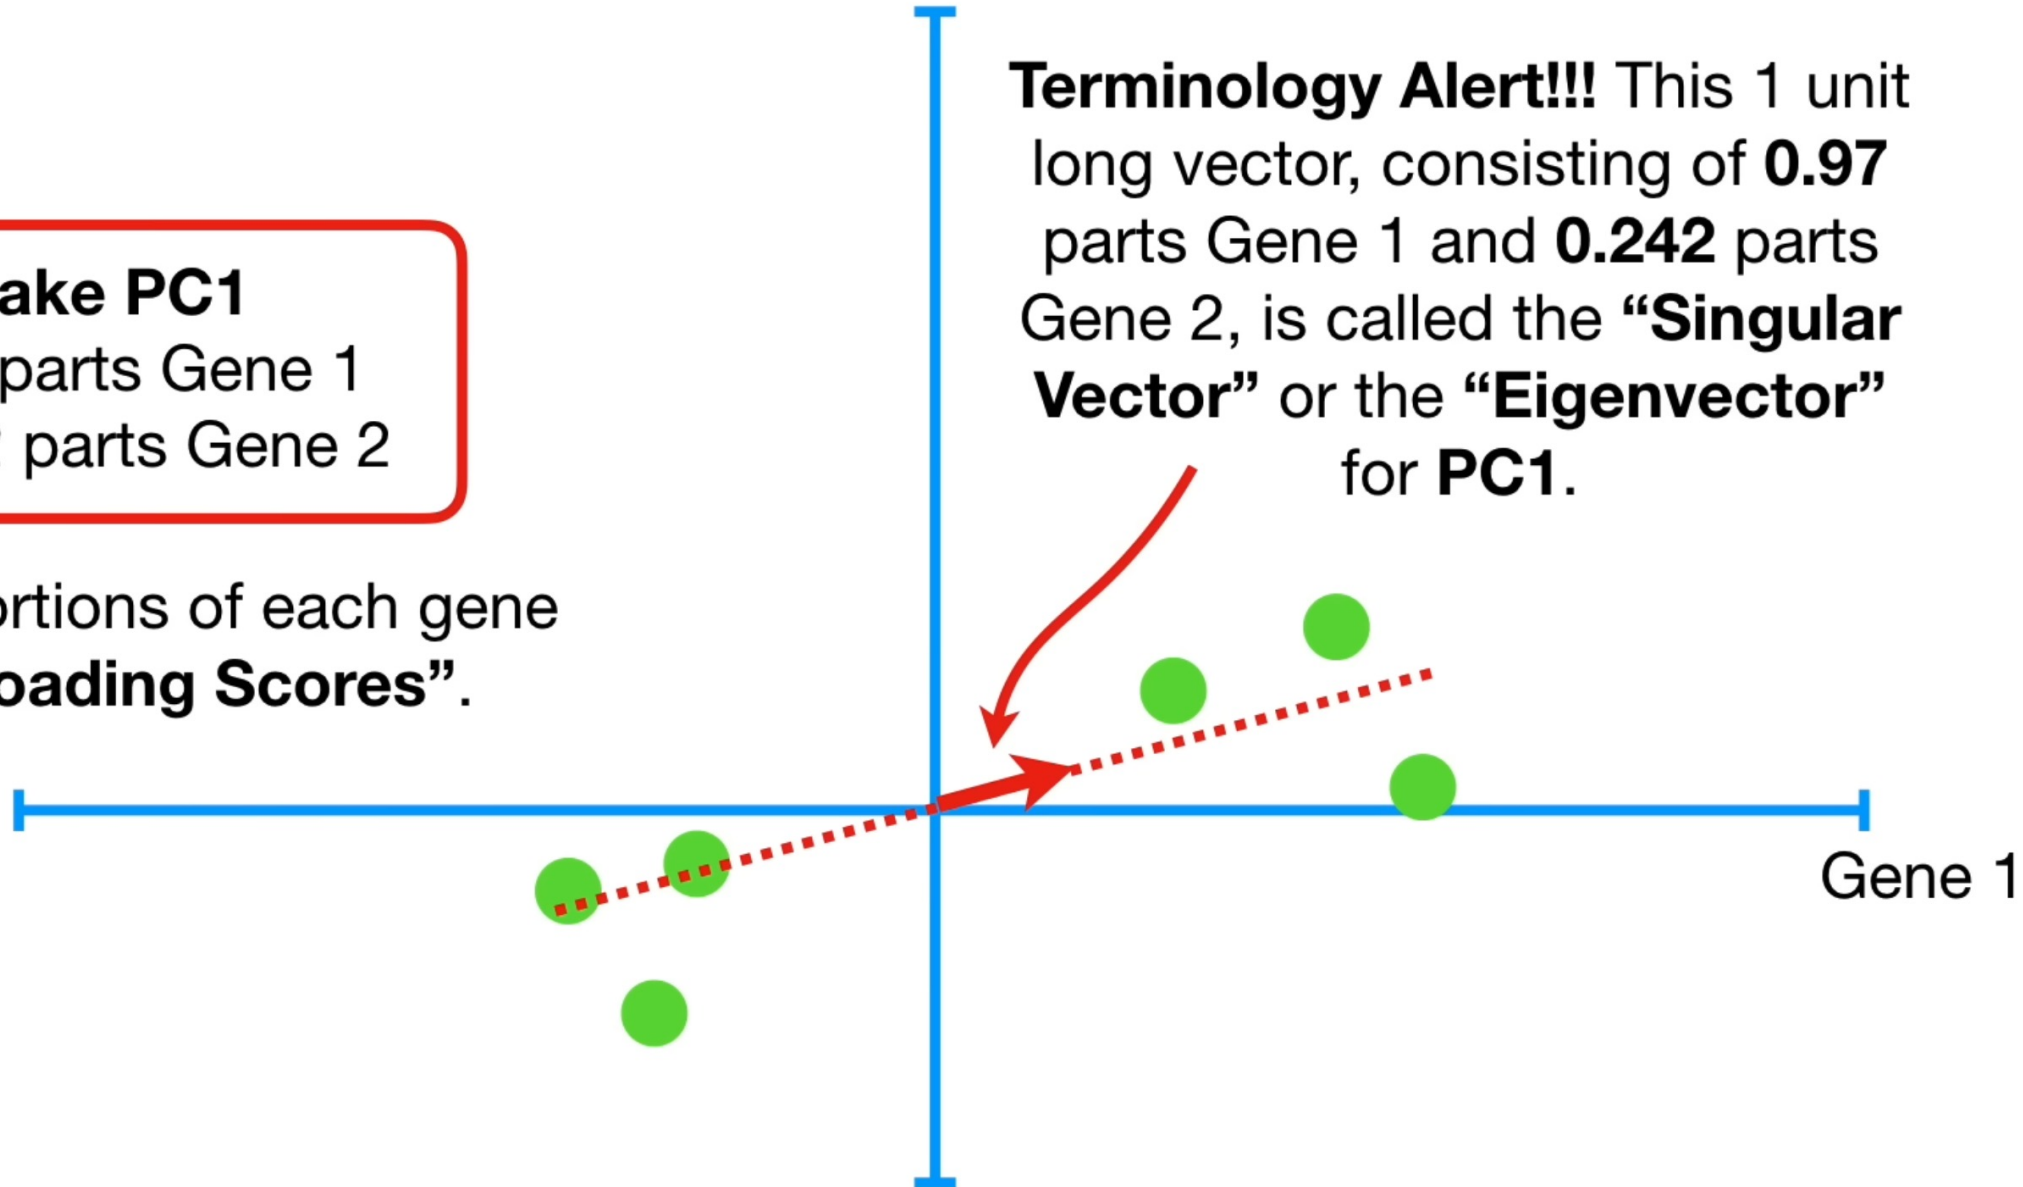 Terminology Alert!!! This 1 unit
long vector, consisting of 0.97
parts Gene 1 and 0.242 parts
Gene 2, is called the “Singular
Vector” or the “Eigenvector”
for PC1.
ake PC1
parts Gene 1
parts Gene 2
ortions of each gene
oading Scores”.
Gene 1